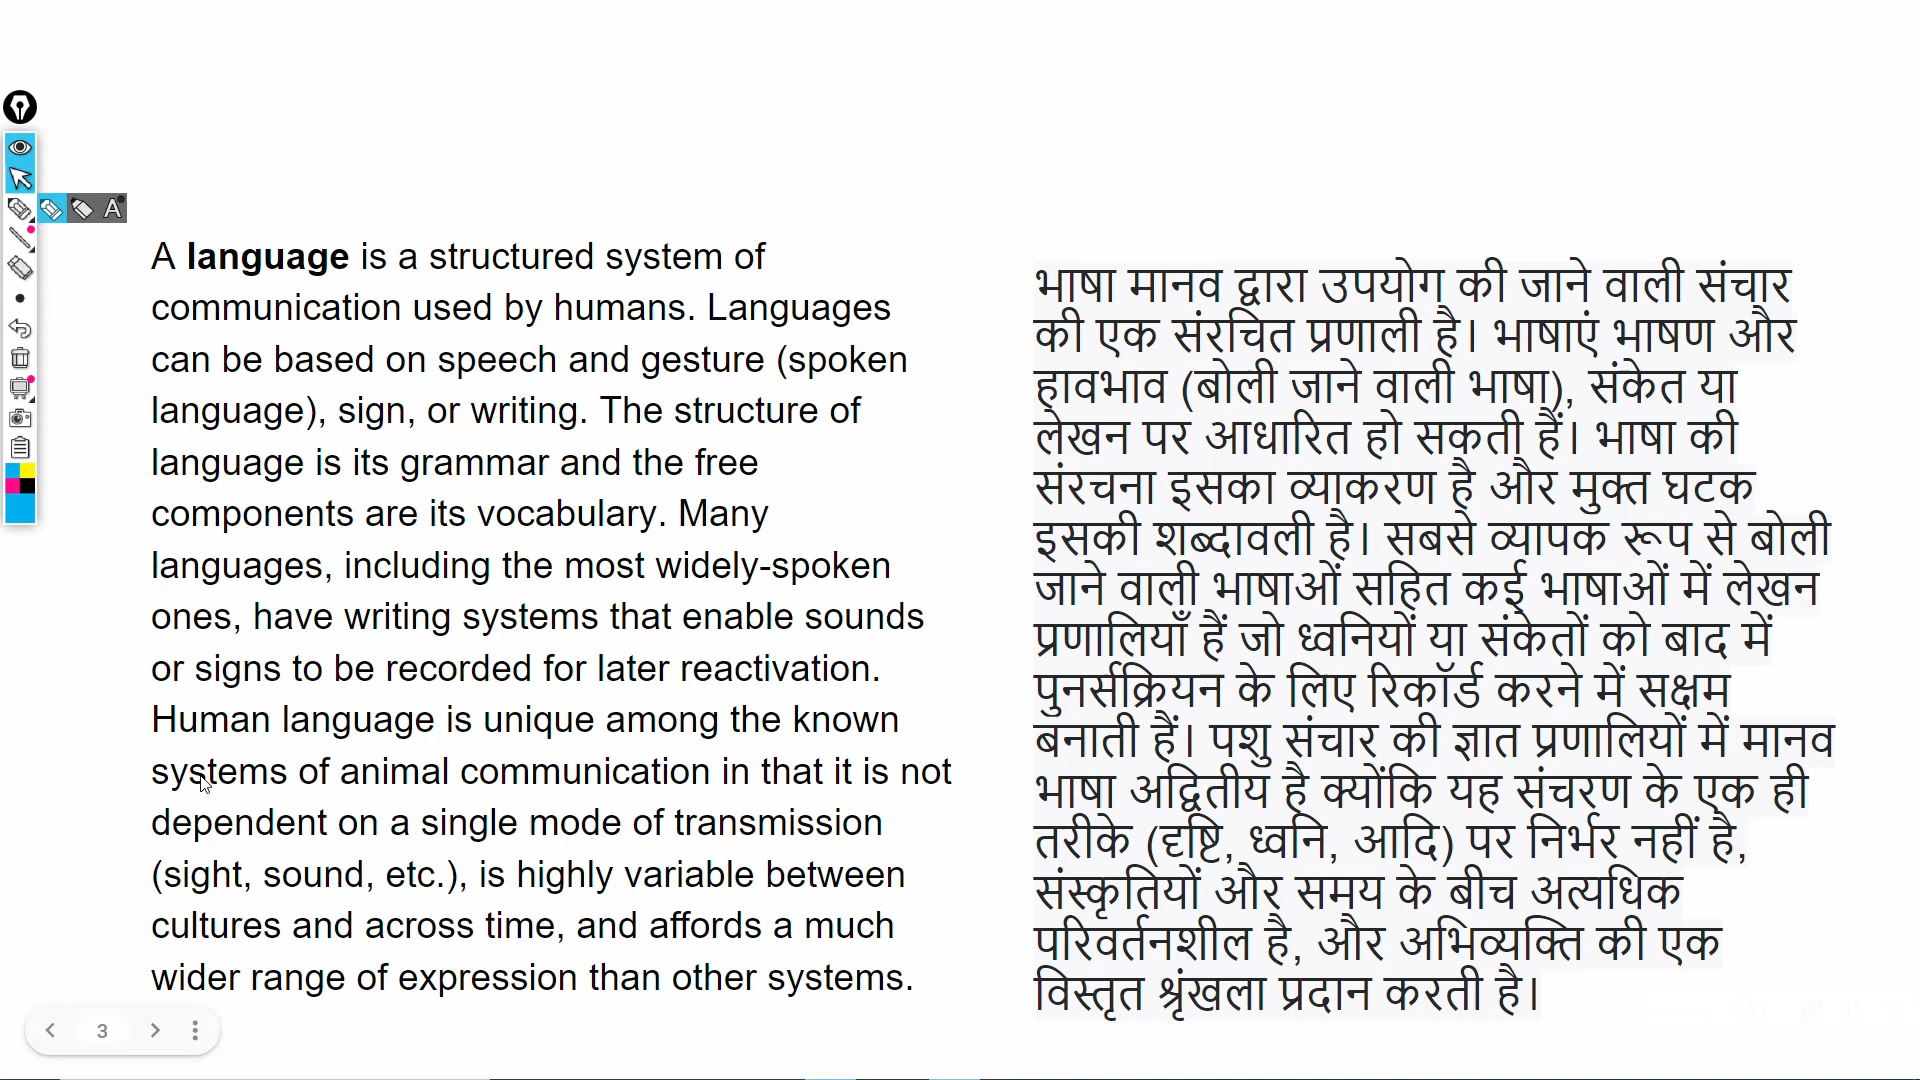 A
A language is a structured system of
communication used by humans. Languages
can be based on speech and gesture (spoken
language), sign, or writing. The structure of
language is its grammar and the free
components are its vocabulary. Many
languages, including the most widely-spoken
ones, have writing systems that enable sounds
or signs to be recorded for later reactivation.
Human language is unique among the known
systems of animal communication in that it is not
dependent on a single mode of transmission
(sight, sound, etc.), is highly variable between
cultures and across time, and affords a much
wider range of expression than other systems.
भाषा मानव द्वारा उपयोग की जाने वाली संचार
की एक संरचित प्रणाली है। भाषाएं भाषण और
हावभाव (बोली जाने वाली भाषा), संकेत या
लेखन पर आधारित हो सकती हैं। भाषा की
संरचना इसका व्याकरण है और मुक्त घटक
इसकी शब्दावली है। सबसे व्यापक रूप से बोली
जाने वाली भाषाओं सहित कई भाषाओं में लेखन
प्रणालियाँ हैं जो ध्वनियों या संकेतों को बाद में
पुनर्सक्रियन के लिए रिकॉर्ड करने में सक्षम
बनाती हैं। पशु संचार की ज्ञात प्रणालियों में मानव
भाषा अद्वितीय है क्योंकि यह संचरण के एक ही
तरीके (दृष्टि, ध्वनि, आदि) पर निर्भर नहीं है,
संस्कृतियों और समय के बीच अत्यधिक
परिवर्तनशील है, और अभिव्यक्ति की एक
विस्तृत श्रृंखला प्रदान करती है।
3